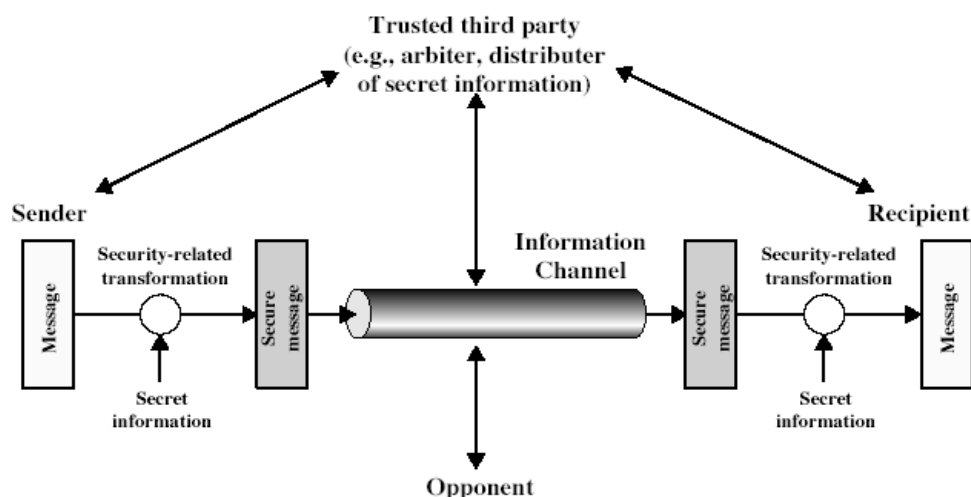 Trusted third party
(e.g., arbiter, distributer
of secret information)
Sender
Recipient
Message
Security-related
transformation
Secret
information
Secure
message
Information
Channel
Secure
message
Security-related
transformation
Secret
information
Message
Opponent